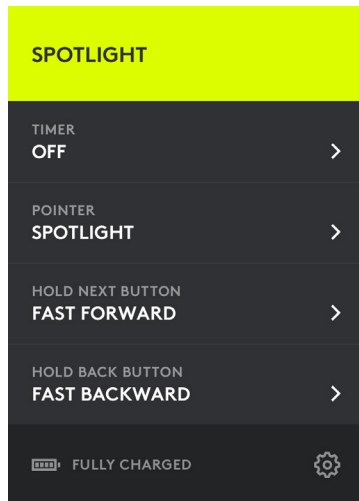 SPOTLIGHT
TIMER
OFF
POINTER
SPOTLIGHT
HOLD NEXT BUTTON
FAST FORWARD
HOLD BACK BUTTON
FAST BACKWARD
FULLY CHARGED